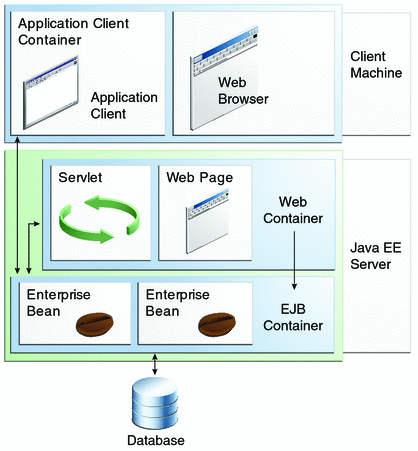 Application Client
Container
Application
Client
Web
Browser
Client
Machine
Servlet
Web Page
Web
Container
Java EE
Server
Enterprise
Bean
Enterprise
Bean
EJB
Container
Database